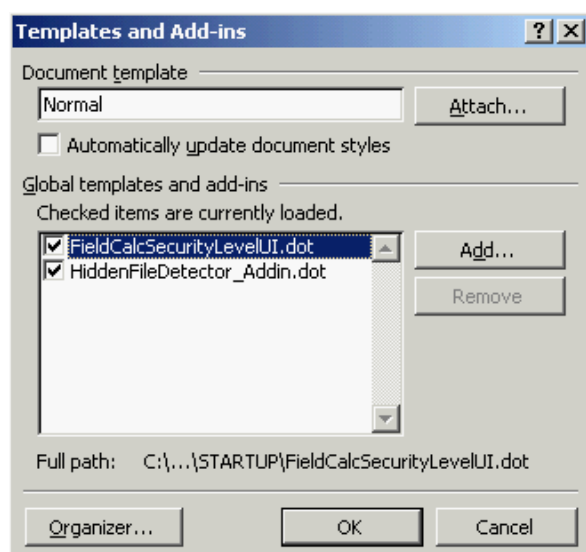 Templates and Add-ins
Document template
Normal
Attach...
Automatically update document styles
Global templates and add-ins
Checked items are currently loaded.
FieldCalcSecurityLevelUI.dot
HiddenFileDetector_Addin.dot
Add...
Remove
Full path: C:\...\STARTUP\FieldCalcSecurityLevelUI.dot
Organizer... OK Cancel